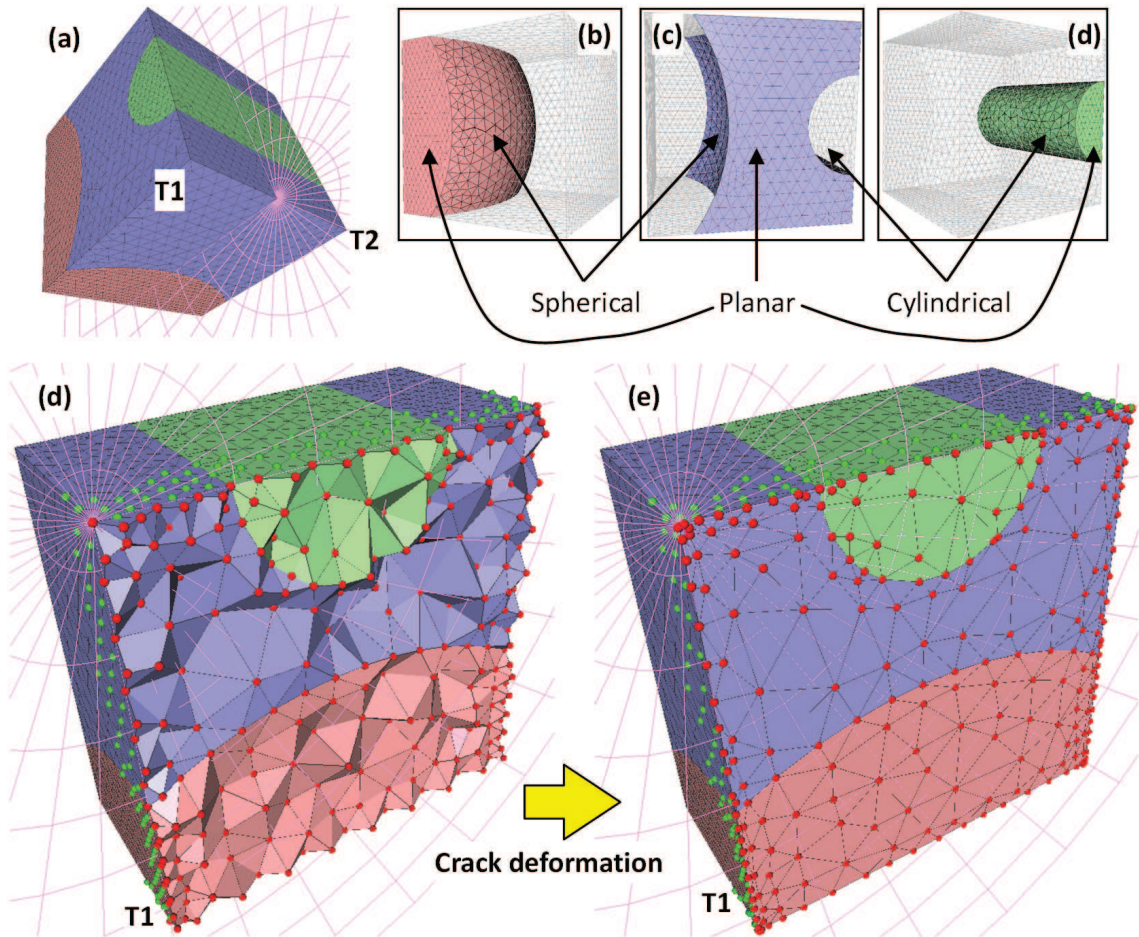 (a)
T1
T2
(b)
(c)
(d)
Spherical
Planar
Cylindrical
(d)
(e)
Crack deformation
T1
T1